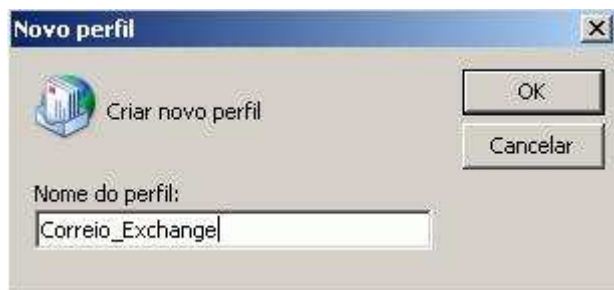 Novo perfil
Criar novo perfil
OK
Cancelar
Nome do perfil:
Correio_Exchange